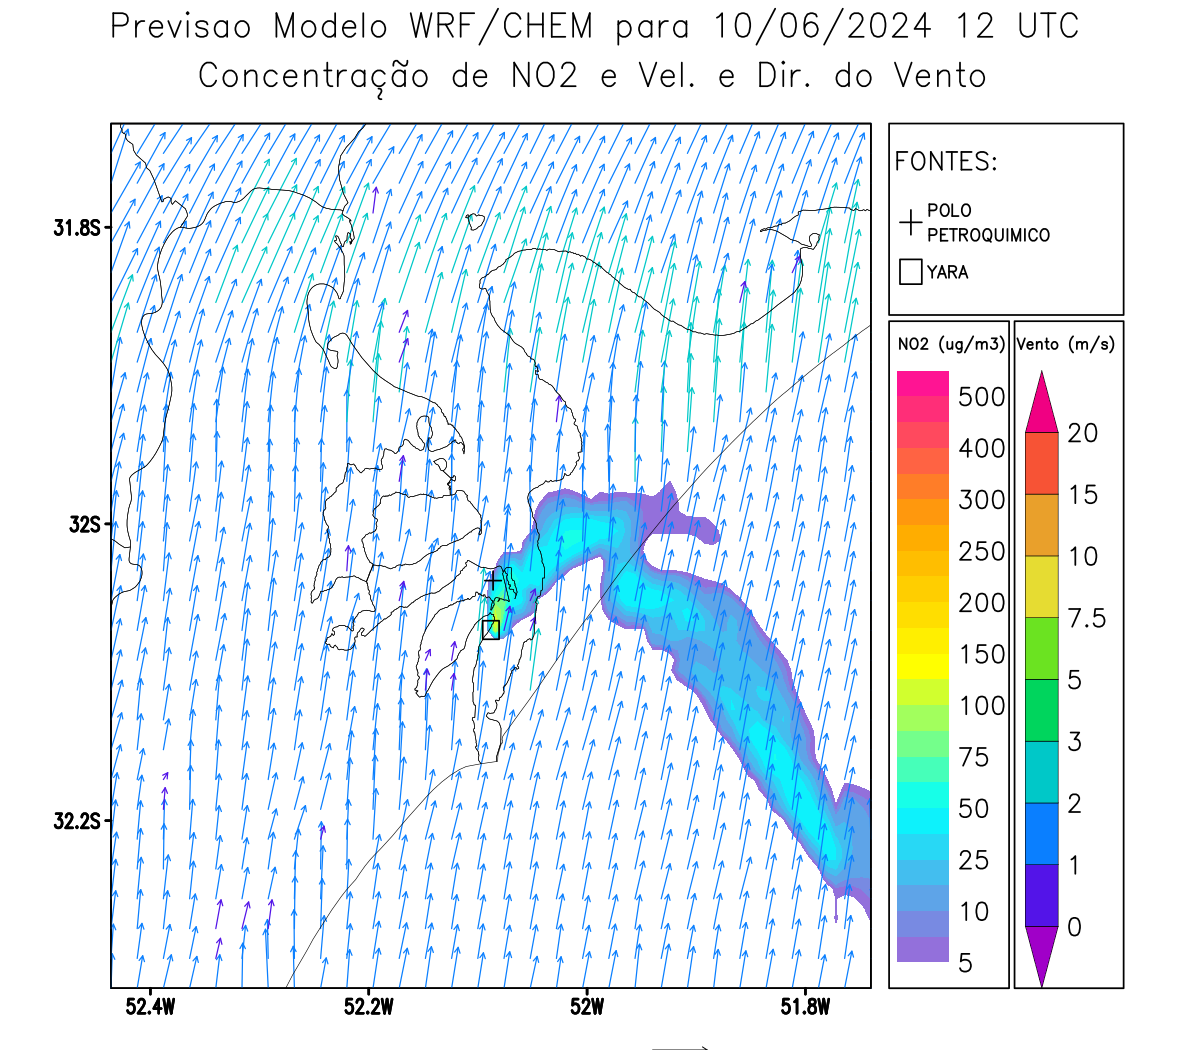 Previsao Modelo WRF/CHEM para 10/06/2024 12 UTC
Concentração de NO2 e Vel. e Dir. do Vento
FONTES:
POLO
PETROQUIMICO
YARA
NO2 (ug/m3)
500
400
300
250
200
150
100
75
50
25
10
5
Vento (m/s)
20
15
10
7.5
5
3
2
1
0
31.8S
32S
32.2S
52.4W
52.2W
52W
51.8W